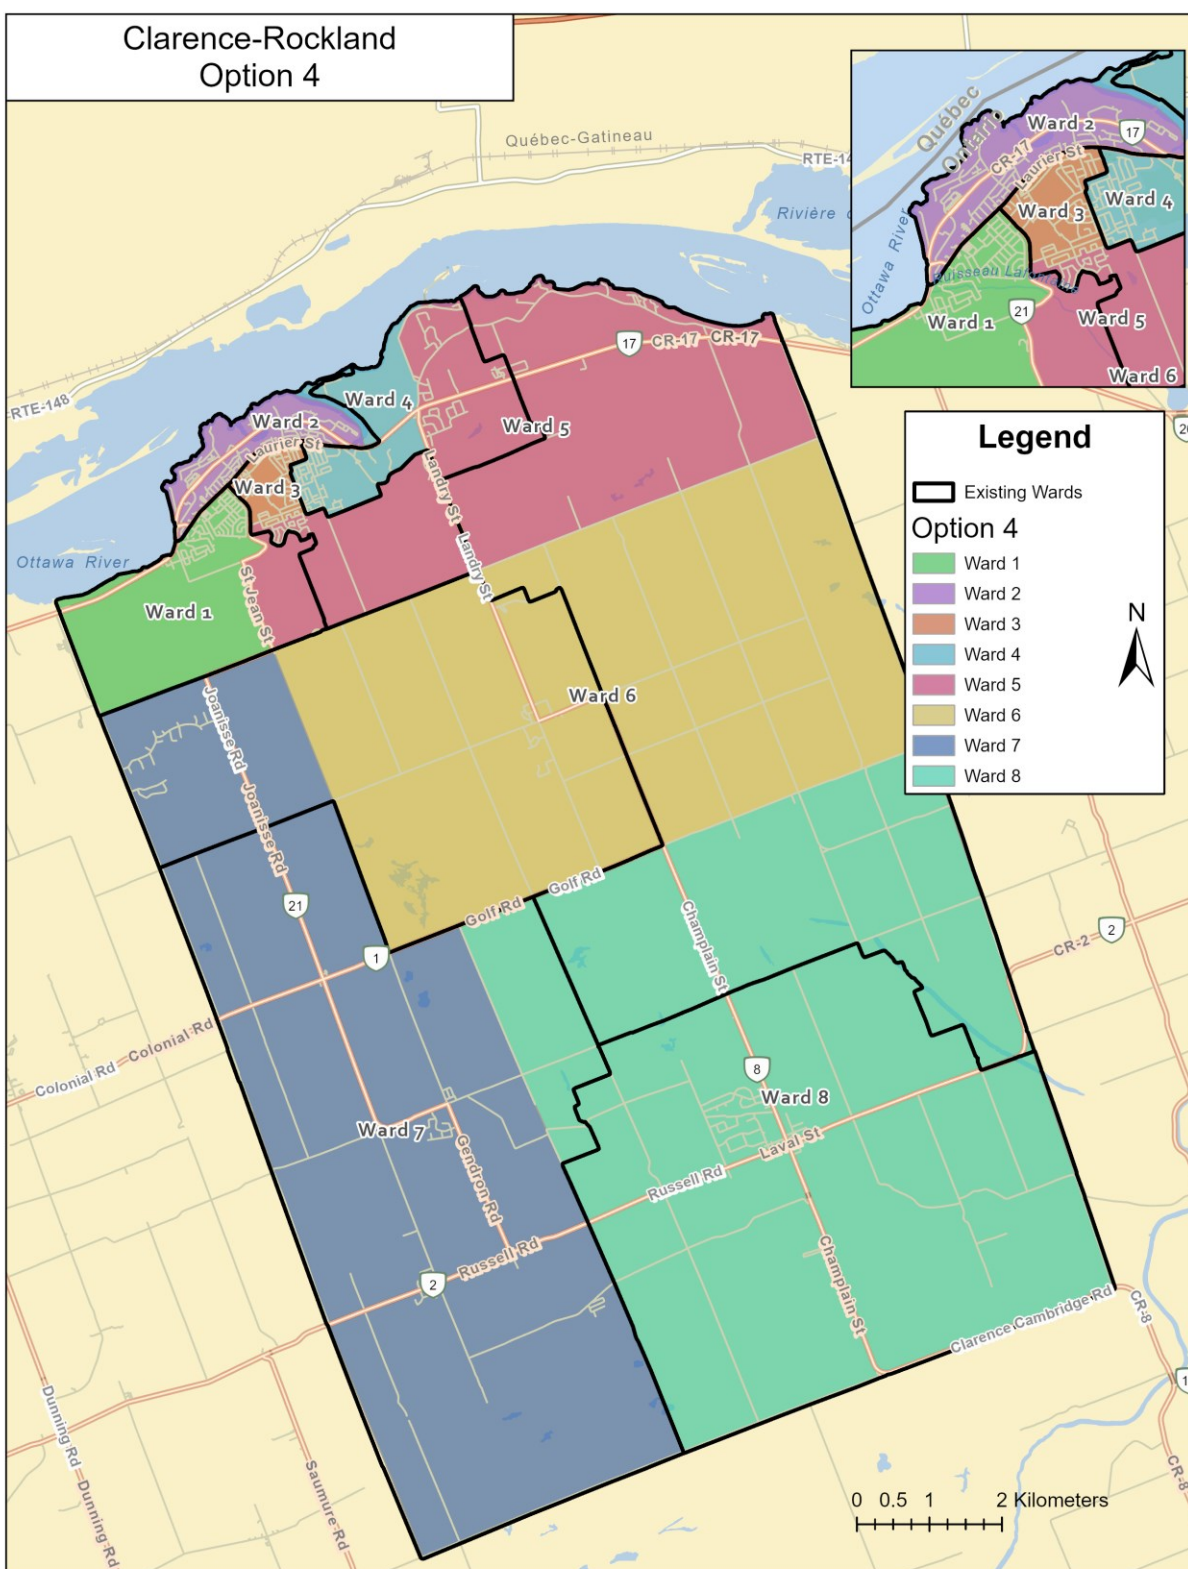 Clarence-Rockland
Option 4
Québec-Gatineau
RTE-14
Rivière d
RTE-148
Ottawa River
Québec
Ontario
Ward 2
17
CR-17
Laurier St
Ward 3
Ward 4
Ottawa River
Ward 1
21
Ward 5
Ward 6
17
CR-17
CR-17
Ward 4
Ward 2
Laurier St
Ward 5
Ward 3
Landry St
Landry St
Ward 1
St Jean St
Legend
Existing Wards
Option 4
Ward 1
Ward 2
Ward 3
Ward 4
Ward 5
Ward 6
Ward 7
Ward 8
N
Joanisse Rd
Joanisse Rd
Ward 6
21
Golf Rd
Golf Rd
1
Colonial Rd
Colonial Rd
Champlain St
CR-2
2
8
Ward 8
Ward 7
Gendron Rd
Laval St
Russell Rd
Russell Rd
2
Champlain St
Clarence Cambridge Rd
CR-8
CR-8
Dunning Rd
Dunning Rd
Saumure Rd
0 0.5 1 2 Kilometers